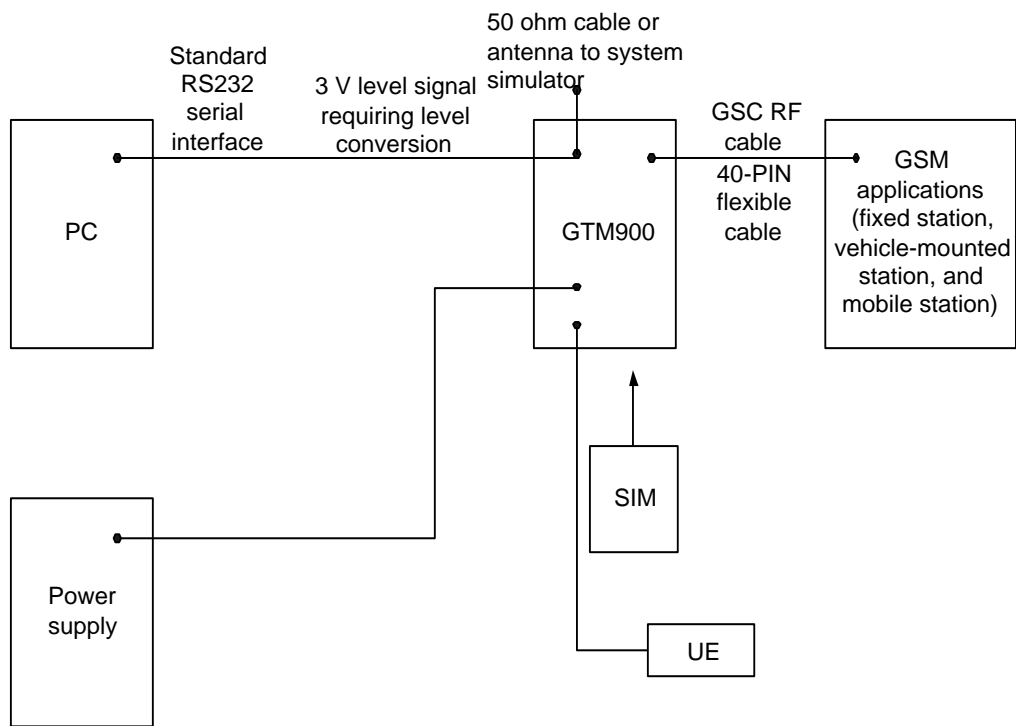 50 ohm cable or
antenna to system
simulator
Standard
RS232
serial
interface
3 V level signal
requiring level
conversion
GSC RF
cable
40-PIN
flexible
cable
PC
GTM900
GSM
applications
(fixed station,
vehicle-mounted
station, and
mobile station)
SIM
Power
supply
UE